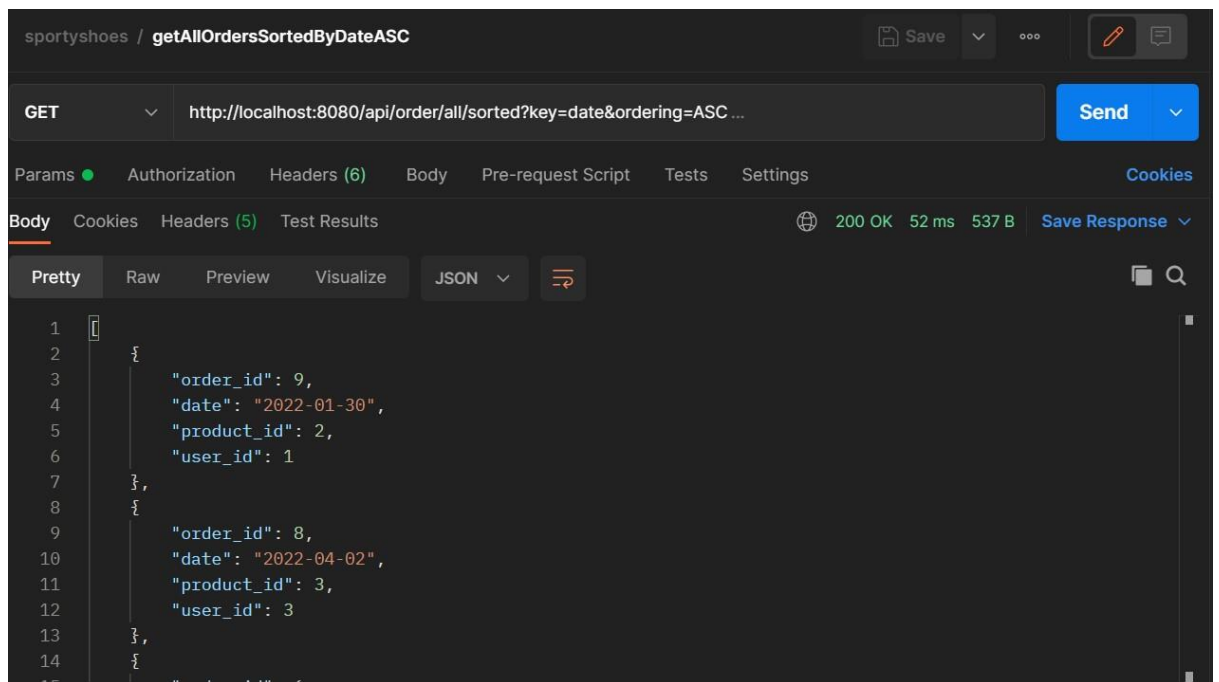 sportyshoes / getAllOrdersSortedByDateASC Save ooo
GET http://localhost:8080/api/order/all/sorted?key=date&ordering=ASC ... Send
Params Authorization Headers (6) Body Pre-request Script Tests Settings Cookies
Body Cookies Headers (5) Test Results 200 OK 52 ms 537 B Save Response
Pretty Raw Preview Visualize JSON
1 [
2 {
3 "order_id": 9,
4 "date": "2022-01-30",
5 "product_id": 2,
6 "user_id": 1
7 },
8 {
9 "order_id": 8,
10 "date": "2022-04-02",
11 "product_id": 3,
12 "user_id": 3
13 },
14 {